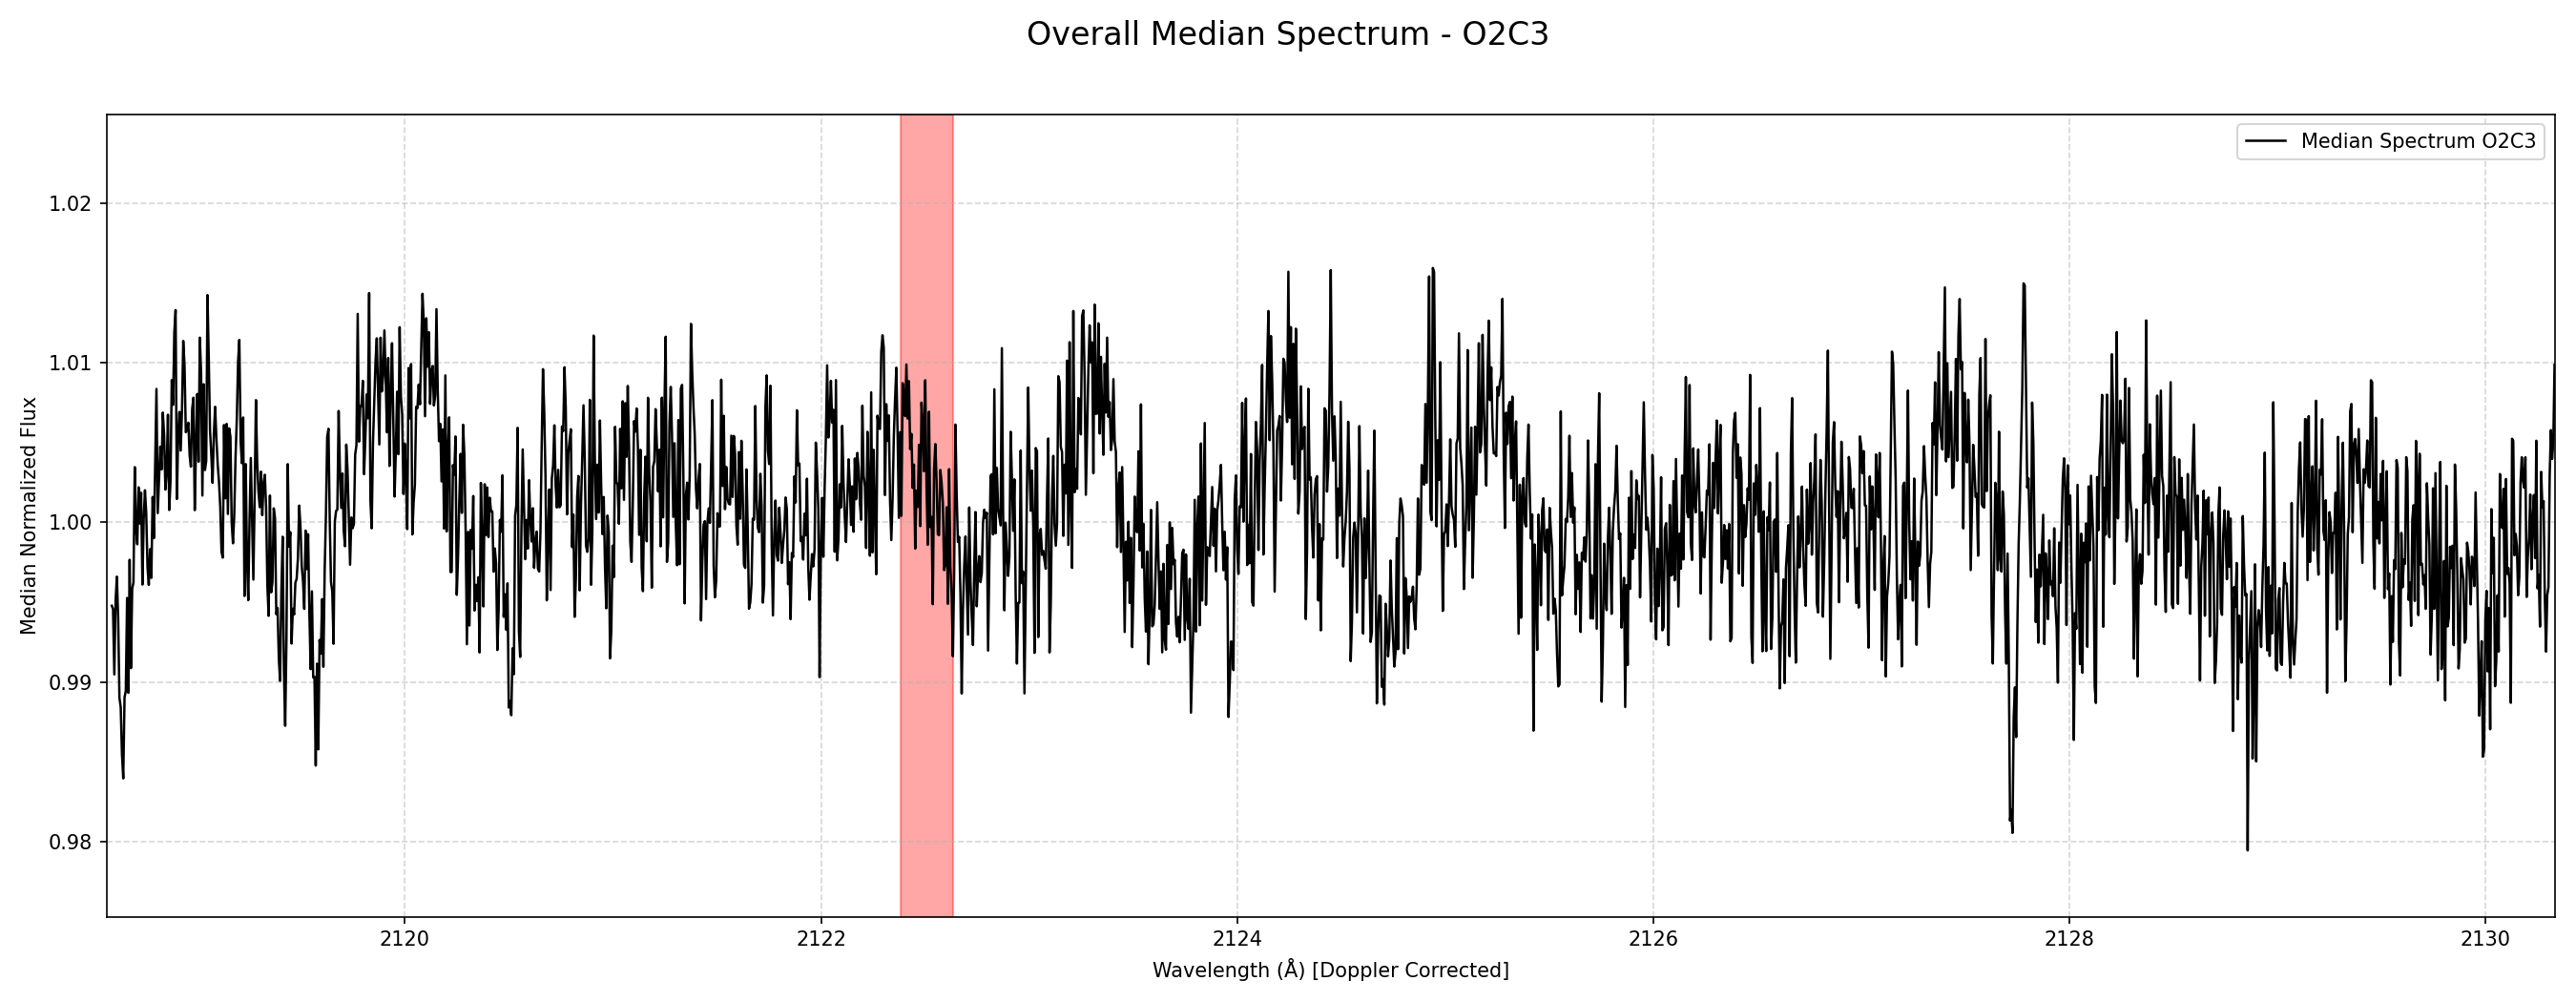 Overall Median Spectrum - O2C3
Median Spectrum O2C3
1.02
1.01
1.00
0.99
0.98
Median Normalized Flux
2120
2122
2124
2126
2128
2130
Wavelength (Å) [Doppler Corrected]